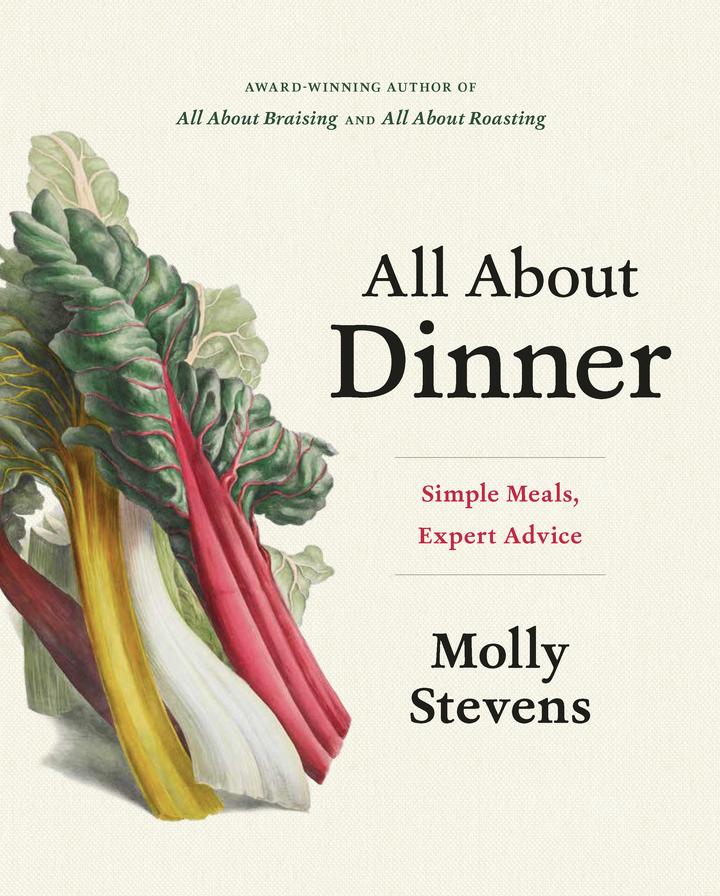 AWARD-WINNING AUTHOR OF
All About Braising AND All About Roasting
All About
Dinner
Simple Meals,
Expert Advice
Molly
Stevens